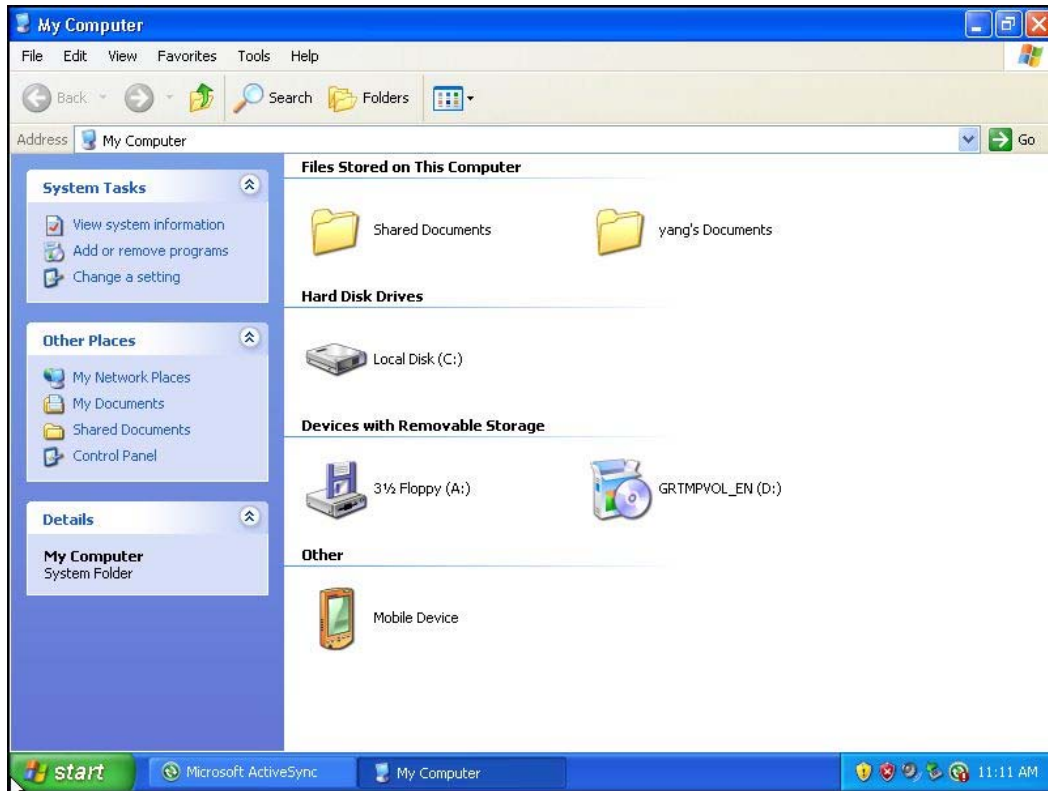 My Computer
File Edit View Favorites Tools Help
Back Search Folders
Address My Computer Go
System Tasks
View system information
Add or remove programs
Change a setting
Other Places
My Network Places
My Documents
Shared Documents
Control Panel
Details
My Computer
System Folder
Files Stored on This Computer
Shared Documents yang's Documents
Hard Disk Drives
Local Disk (C:)
Devices with Removable Storage
3½ Floppy (A:) GRTMPVOL_EN (D:)
Other
Mobile Device
start Microsoft ActiveSync My Computer 11:11 AM